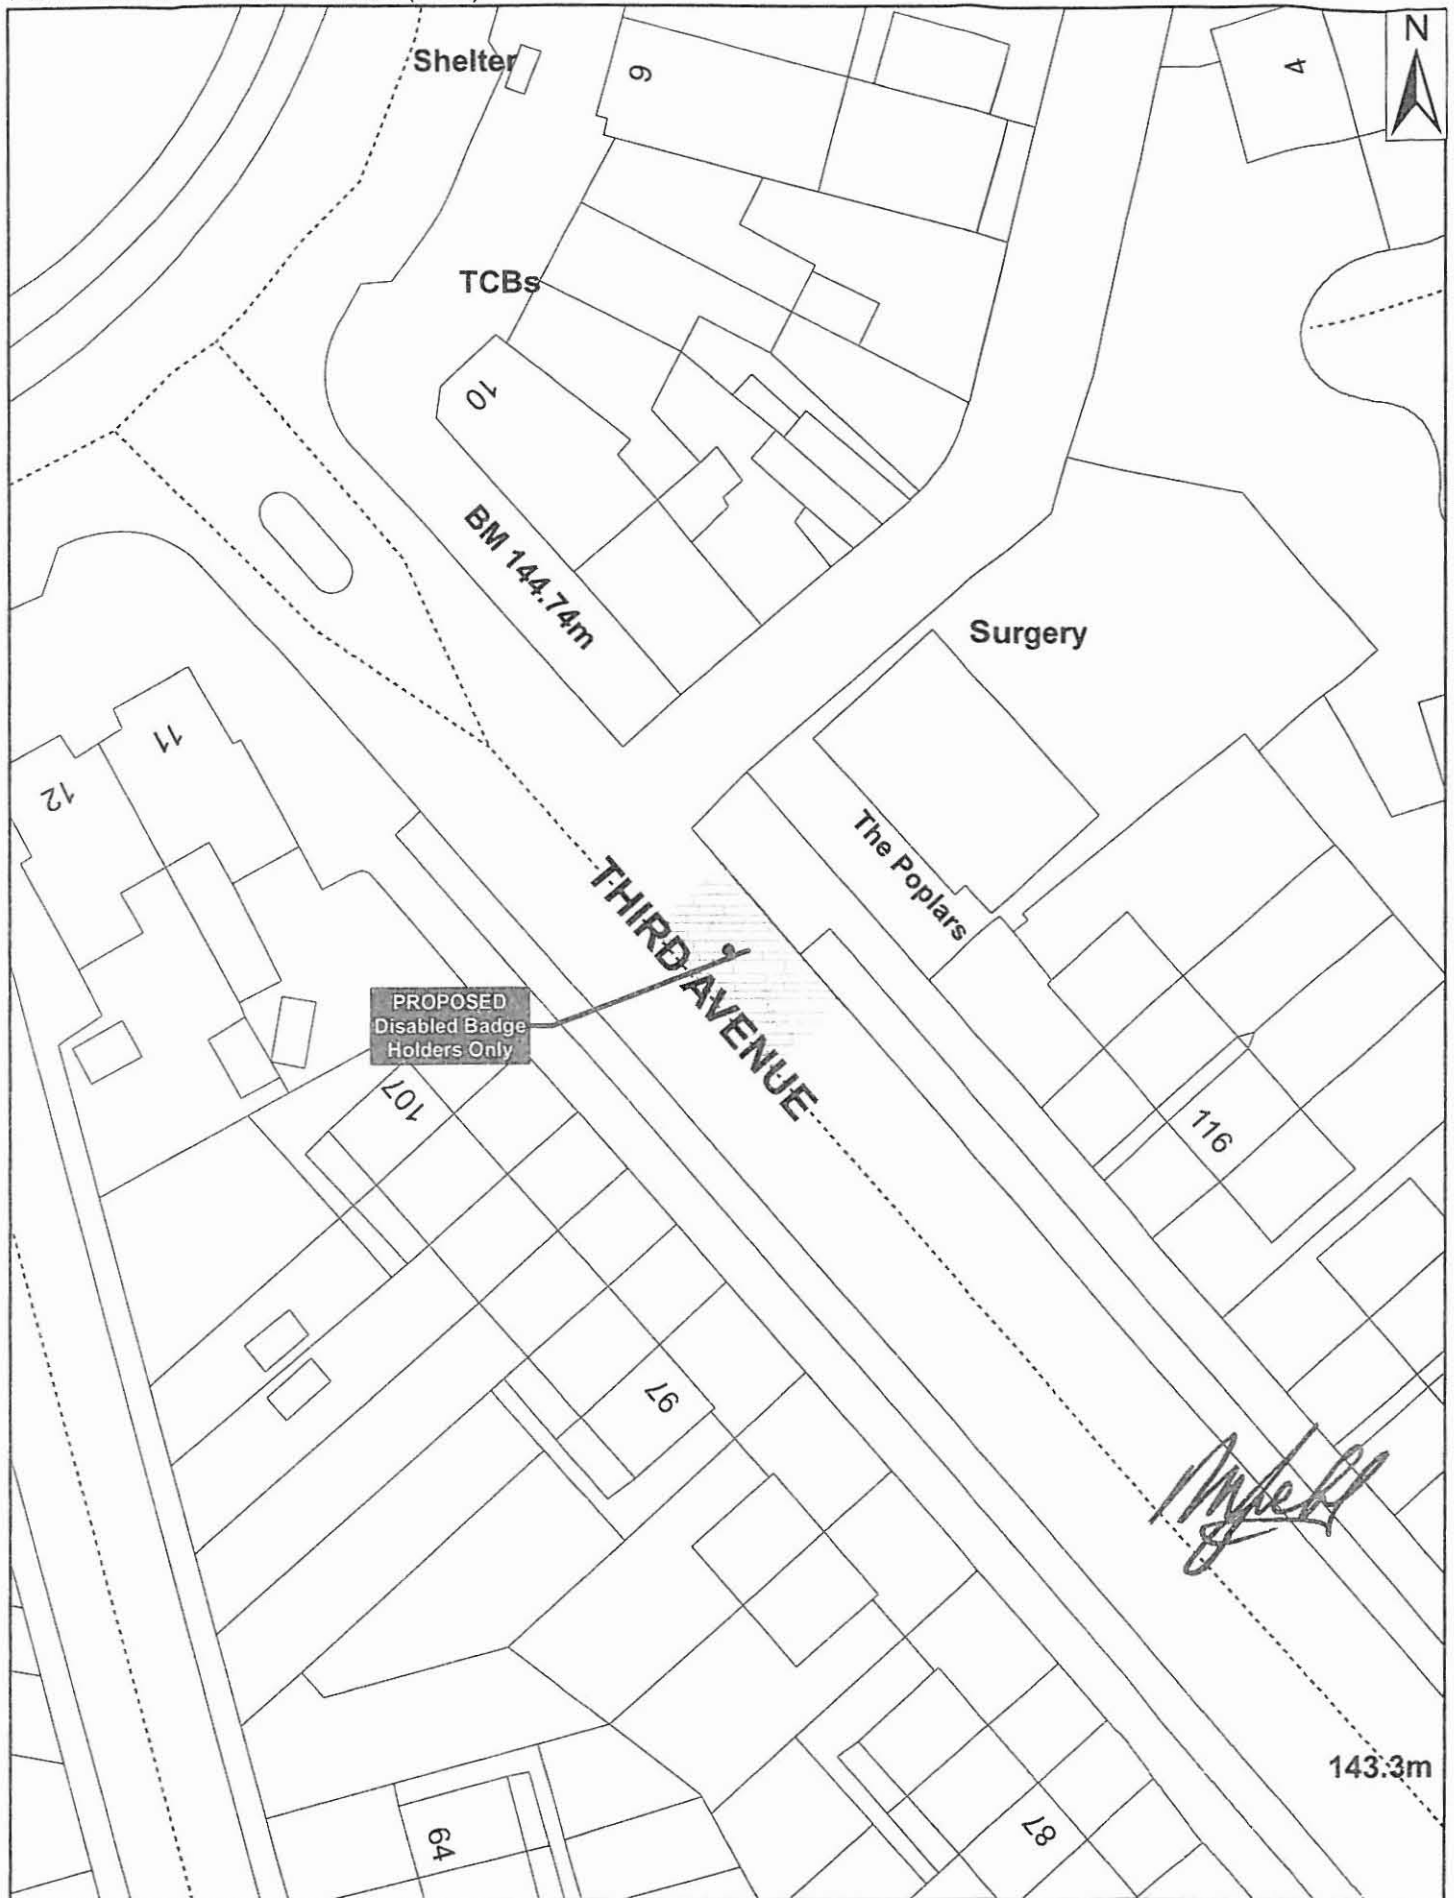 N
Shelter
9
4
TCBs
10
BM 144.74m
Surgery
11
12
The Poplars
THIRD AVENUE
PROPOSED
Disabled Badge
Holders Only
107
116
97
143.3m
87
64